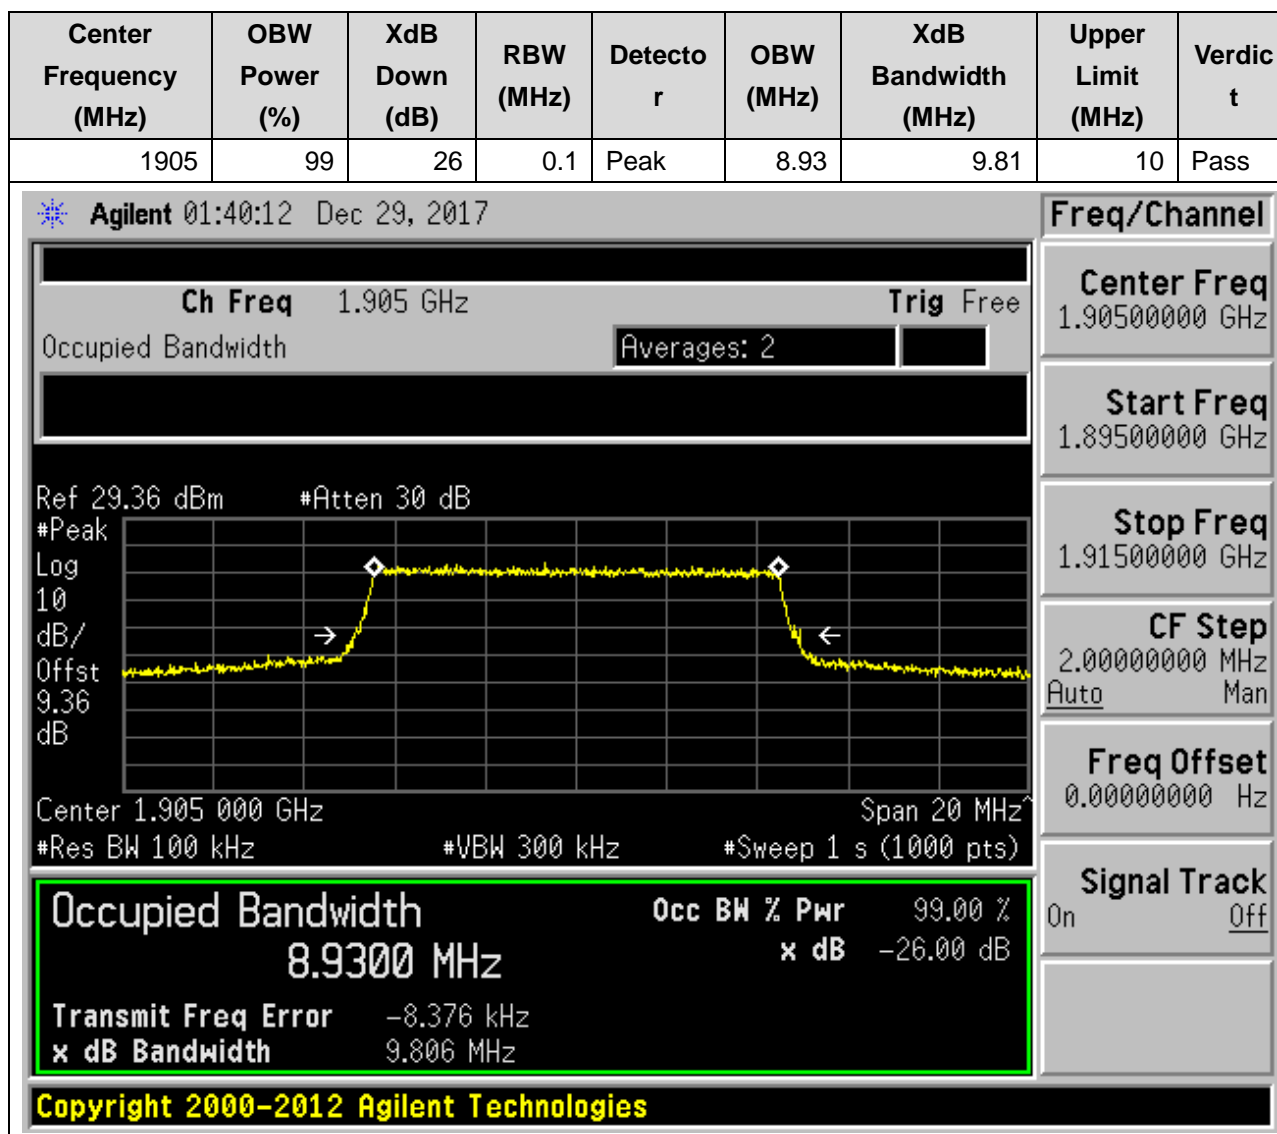 Center Frequency (MHz) OBW Power (%) XdB Down (dB) RBW (MHz) Detector OBW (MHz) XdB Bandwidth (MHz) Upper Limit (MHz) Verdict
1905 99 26 0.1 Peak 8.93 9.81 10 Pass
Agilent 01:40:12 Dec 29, 2017
Freq/Channel
Ch Freq 1.905 GHz Trig Free
Occupied Bandwidth Averages: 2
Center Freq
1.90500000 GHz
Start Freq
1.89500000 GHz
Stop Freq
1.91500000 GHz
CF Step
2.00000000 MHz
Auto Man
Freq Offset
0.00000000 Hz
Signal Track
On Off
Ref 29.36 dBm #Atten 30 dB
#Peak
Log
10
dB/
Offst
9.36
dB
Center 1.905 000 GHz Span 20 MHz^
#Res BW 100 kHz #VBW 300 kHz #Sweep 1 s (1000 pts)
Occupied Bandwidth
8.9300 MHz
Occ BW % Pwr 99.00 %
x dB -26.00 dB
Transmit Freq Error -8.376 kHz
x dB Bandwidth 9.806 MHz
Copyright 2000-2012 Agilent Technologies